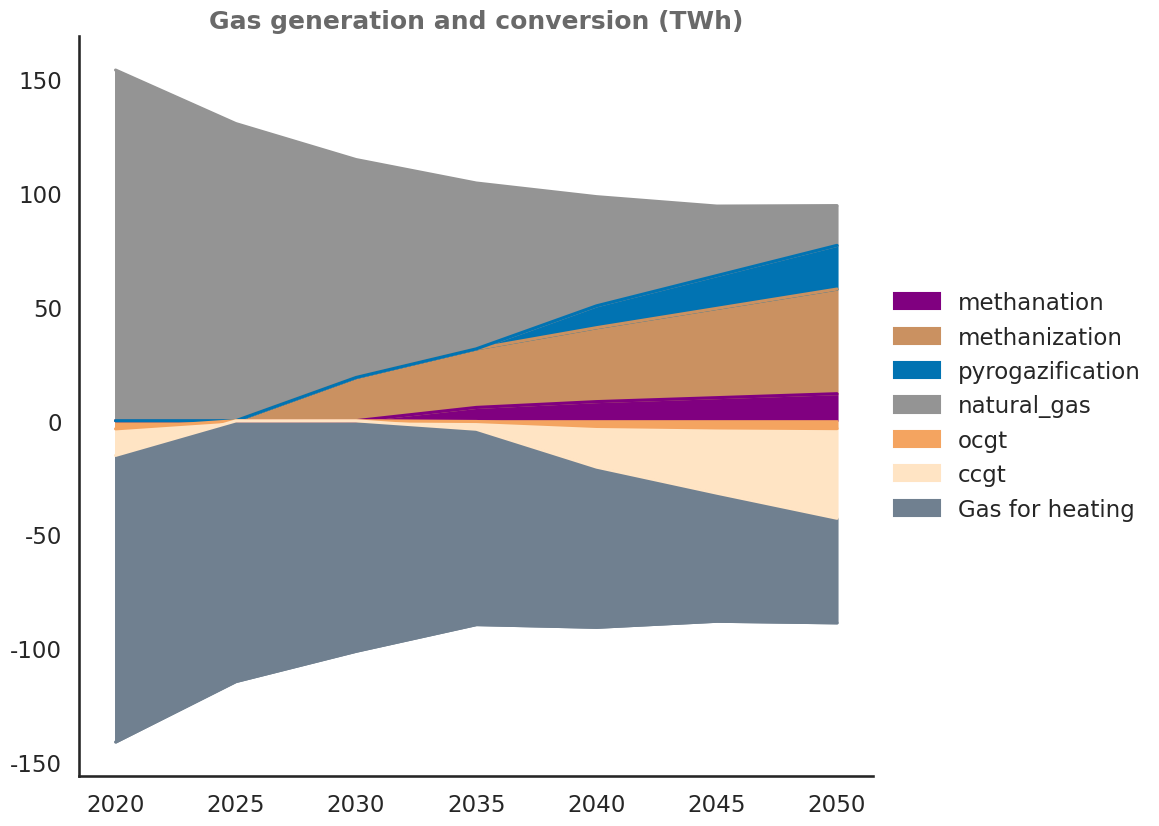 Gas generation and conversion (TWh)
150
100
50
0
-50
-100
-150
2020 2025 2030 2035 2040 2045 2050
methanation
methanization
pyrogazification
natural_gas
ocgt
ccgt
Gas for heating